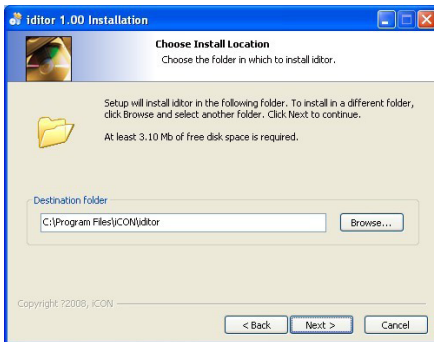 iditor 1.00 Installation
Choose Install Location
Choose the folder in which to install iditor.
Setup will install iditor in the following folder. To install in a different folder,
click Browse and select another folder. Click Next to continue.
At least 3.10 Mb of free disk space is required.
Destination folder
C:\Program Files\iCON\iditor
Browse...
Copyright ?2008, iCON
< Back
Next >
Cancel